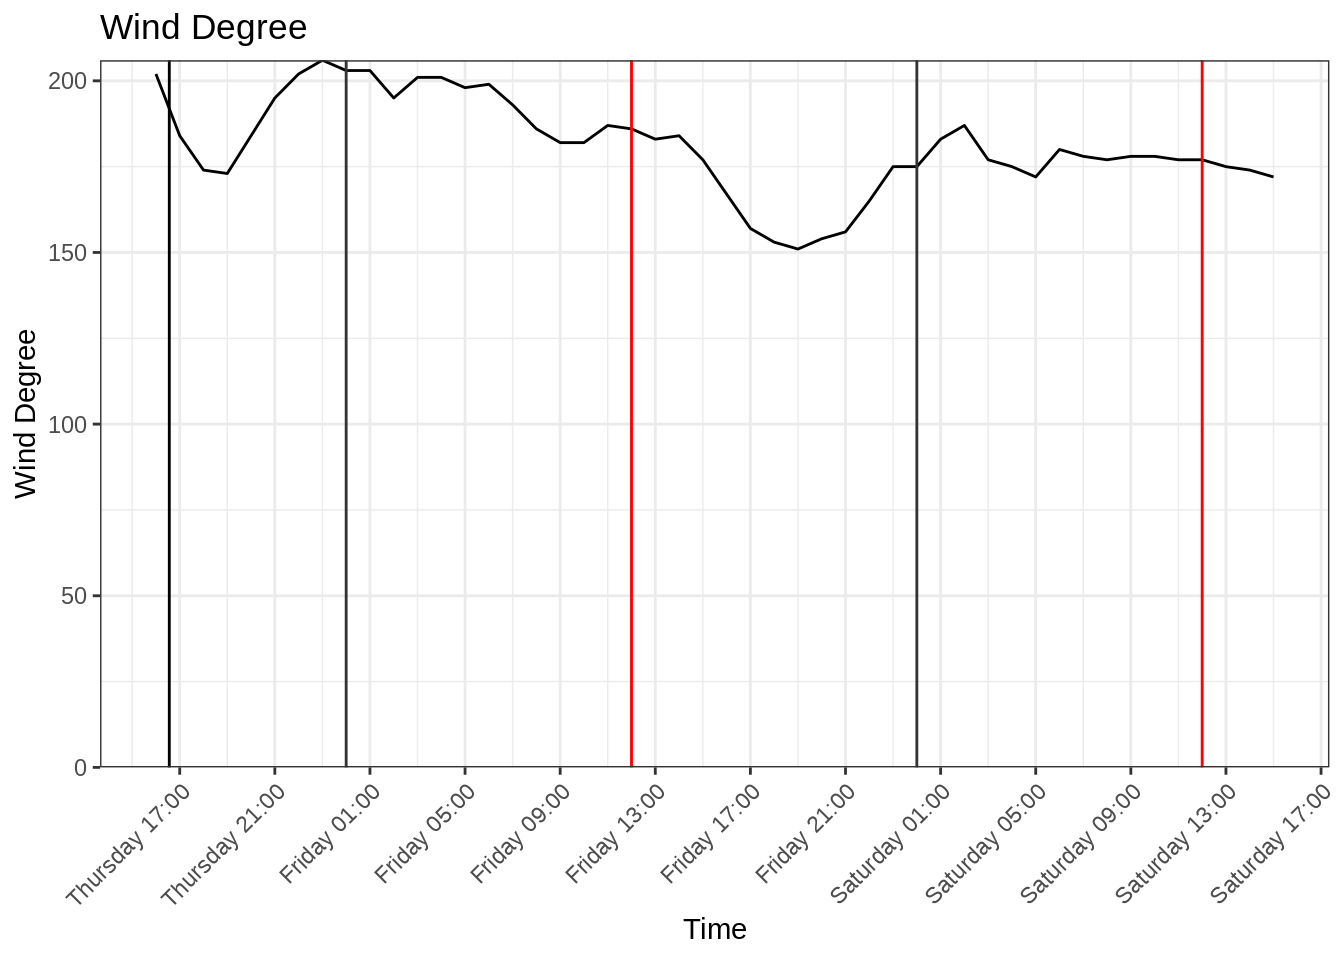 Wind Degree
Wind Degree
200
150
100
50
0
Thursday 17:00
Thursday 21:00
Friday 01:00
Friday 05:00
Friday 09:00
Friday 13:00
Friday 17:00
Friday 21:00
Saturday 01:00
Saturday 05:00
Saturday 09:00
Saturday 13:00
Saturday 17:00
Time